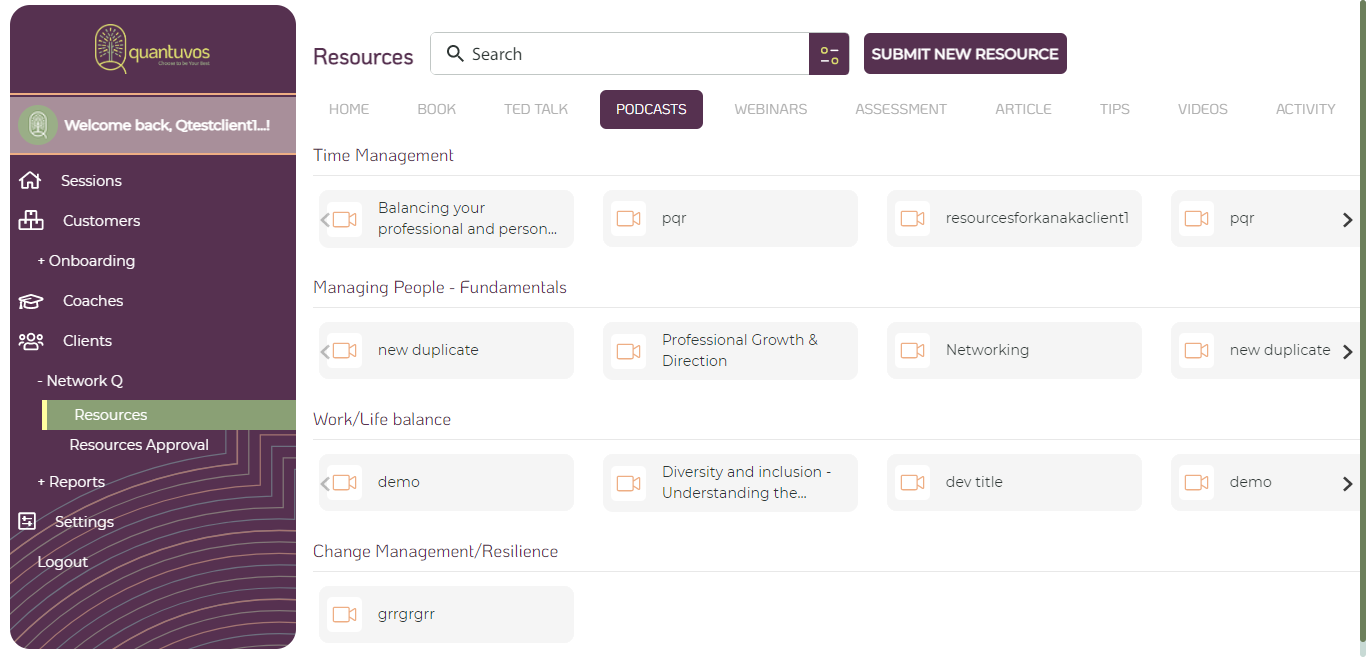 quantuvos
Choose to be Your Best
Welcome back, Qtestclient1...!
Sessions
Customers
+ Onboarding
Coaches
Clients
- Network Q
Resources
Resources Approval
+ Reports
Settings
Logout
Resources
Search
SUBMIT NEW RESOURCE
HOME BOOK TED TALK PODCASTS WEBINARS ASSESSMENT ARTICLE TIPS VIDEOS ACTIVITY
Time Management
Balancing your
professional and person...
pqr
resourcesforkanakaclient1
pqr
Managing People - Fundamentals
new duplicate
Professional Growth &
Direction
Networking
new duplicate
Work/Life balance
demo
Diversity and inclusion -
Understanding the...
dev title
demo
Change Management/Resilience
grrgrgrr